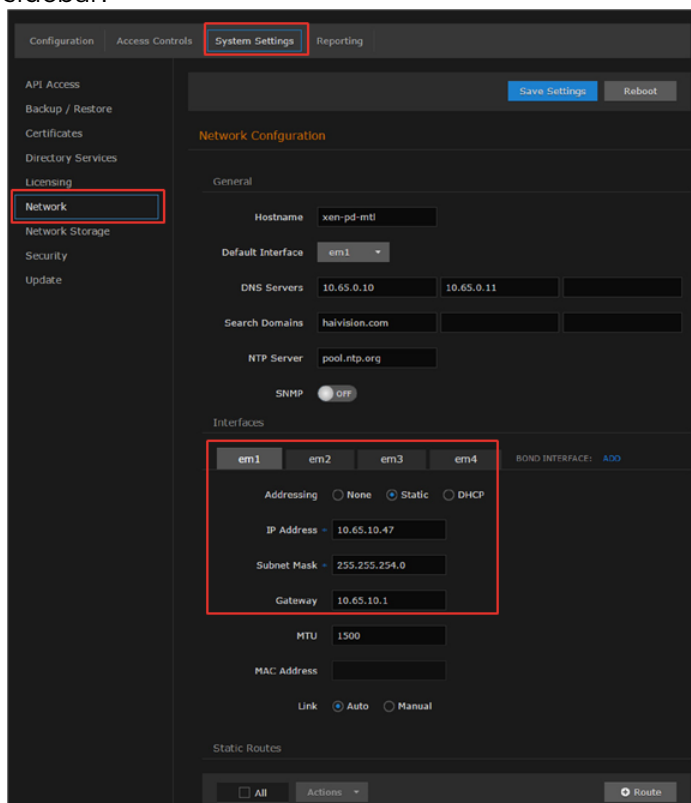 sidebar.
Configuration Access Controls System Settings Reporting
API Access
Save Settings Reboot
Backup / Restore
Certificates
Network Confguration
Directory Services
Licensing
General
Network
Hostname xen-pd-mtl
Network Storage
Security
Default Interface em1
Update
DNS Servers 10.65.0.10 10.65.0.11
Search Domains haivision.com
NTP Server pool.ntp.org
SNMP OFF
Interfaces
em1 em2 em3 em4 BOND INTERFACE: ADD
Addressing None Static DHCP
IP Address 10.65.10.47
Subnet Mask 255.255.254.0
Gateway 10.65.10.1
MTU 1500
MAC Address
Link Auto Manual
Static Routes
All Actions Route